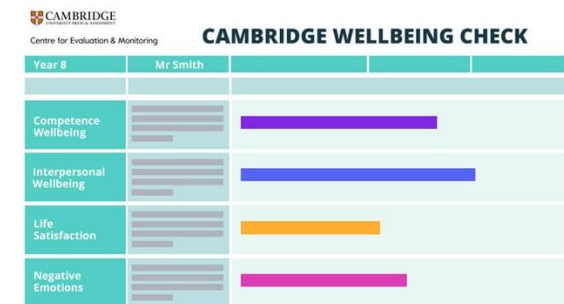 CAMBRIDGE
UNIVERSITY PRESS & ASSESSMENT
Centre for Evaluation & Monitoring
CAMBRIDGE WELLBEING CHECK
Year 8 Mr Smith
Competence
Wellbeing
Interpersonal
Wellbeing
Life
Satisfaction
Negative
Emotions